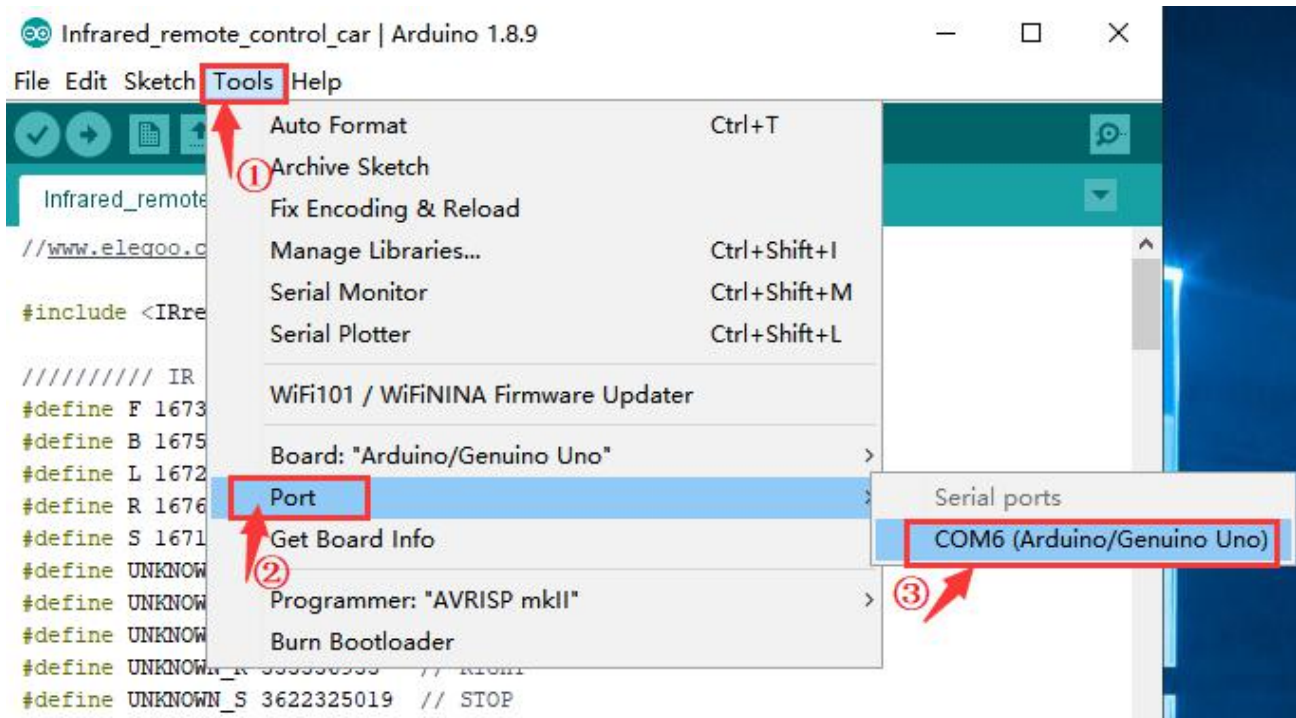 Infrared_remote_control_car | Arduino 1.8.9
File Edit Sketch Tools Help
①
Auto Format Ctrl+T
Archive Sketch
Infrared_remote
Fix Encoding & Reload
//www.elegoo.c
Manage Libraries... Ctrl+Shift+I
Serial Monitor Ctrl+Shift+M
#include <IRre
Serial Plotter Ctrl+Shift+L
////////// IR
WiFi101 / WiFiNINA Firmware Updater
#define F 1673
#define B 1675
Board: "Arduino/Genuino Uno"
#define L 1672
Port
Serial ports
#define R 1676
#define S 1671
Get Board Info
COM6 (Arduino/Genuino Uno)
②
③
#define UNKNOW
#define UNKNOW
Programmer: "AVRISP mkII"
#define UNKNOW
Burn Bootloader
#define
#define UNKNOWN_S 3622325019 // STOP